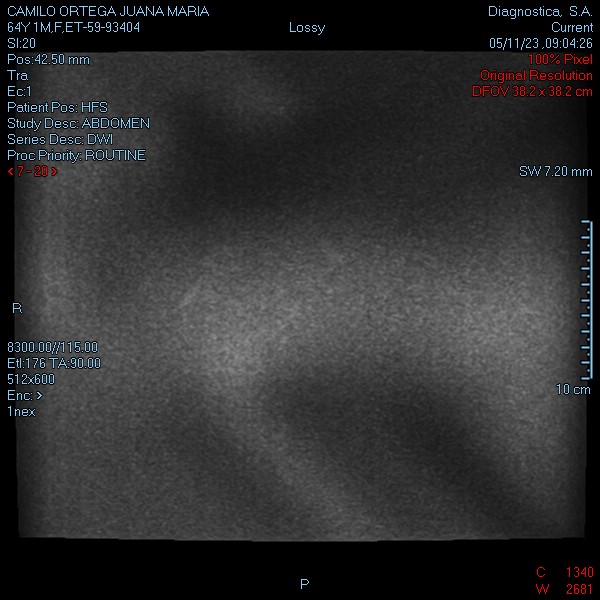 CAMILO ORTEGA JUANA MARIA
64Y 1M,F,ET-59-93404
SI:20
Pos:42.50 mm
Tra
Ec:1
Patient Pos: HFS
Study Desc: ABDOMEN
Series Desc: DWI
Proc Priority: ROUTINE
< 7 - 20 >
Lossy
Diagnostica, S.A.
Current
05/11/23 ,09:04:26
100% Pixel
Original Resolution
DFOV 38.2 x 38.2 cm
SW 7.20 mm
R
8300.00//115.00
Etl:176 TA:90.00
512x600
Enc: >
1nex
10 cm
P
C 1340
W 2681